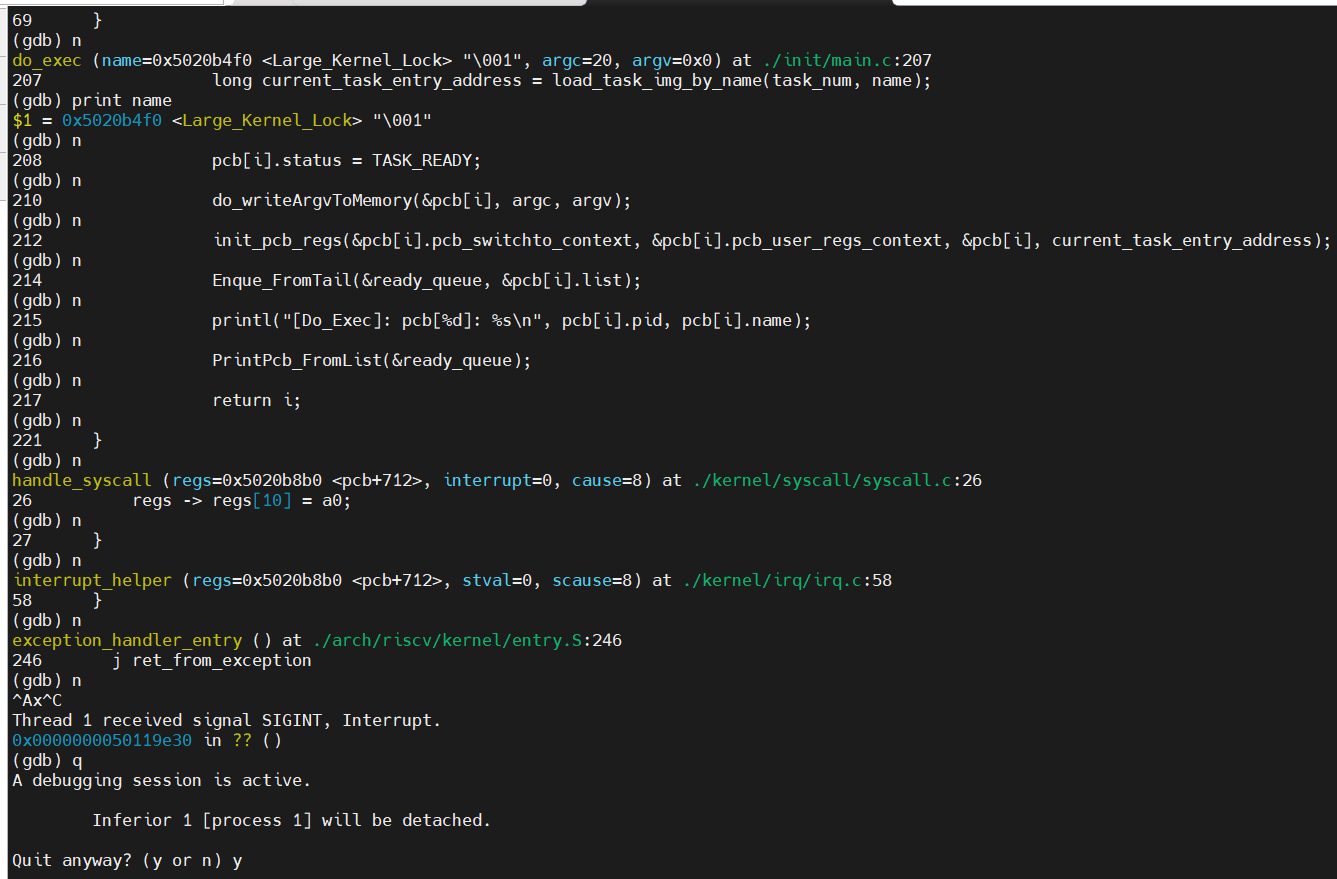 69      }
(gdb) n
do_exec (name=0x5020b4f0 <Large_Kernel_Lock> "\001", argc=20, argv=0x0) at ./init/main.c:207
207                 long current_task_entry_address = load_task_img_by_name(task_num, name);
(gdb) print name
$1 = 0x5020b4f0 <Large_Kernel_Lock> "\001"
(gdb) n
208                 pcb[i].status = TASK_READY;
(gdb) n
210                 do_writeArgvToMemory(&pcb[i], argc, argv);
(gdb) n
212                 init_pcb_regs(&pcb[i].pcb_switchto_context, &pcb[i].pcb_user_regs_context, &pcb[i], current_task_entry_address);
(gdb) n
214                 Enque_FromTail(&ready_queue, &pcb[i].list);
(gdb) n
215                 printl("[Do_Exec]: pcb[%d]: %s\n", pcb[i].pid, pcb[i].name);
(gdb) n
216                 PrintPcb_FromList(&ready_queue);
(gdb) n
217                 return i;
(gdb) n
221     }
(gdb) n
handle_syscall (regs=0x5020b8b0 <pcb+712>, interrupt=0, cause=8) at ./kernel/syscall/syscall.c:26
26          regs -> regs[10] = a0;
(gdb) n
27      }
(gdb) n
interrupt_helper (regs=0x5020b8b0 <pcb+712>, stval=0, scause=8) at ./kernel/irq/irq.c:58
58      }
(gdb) n
exception_handler_entry () at ./arch/riscv/kernel/entry.S:246
246       j ret_from_exception
(gdb) n
^Ax^C
Thread 1 received signal SIGINT, Interrupt.
0x0000000050119e30 in ?? ()
(gdb) q
A debugging session is active.
        Inferior 1 [process 1] will be detached.
Quit anyway? (y or n) y